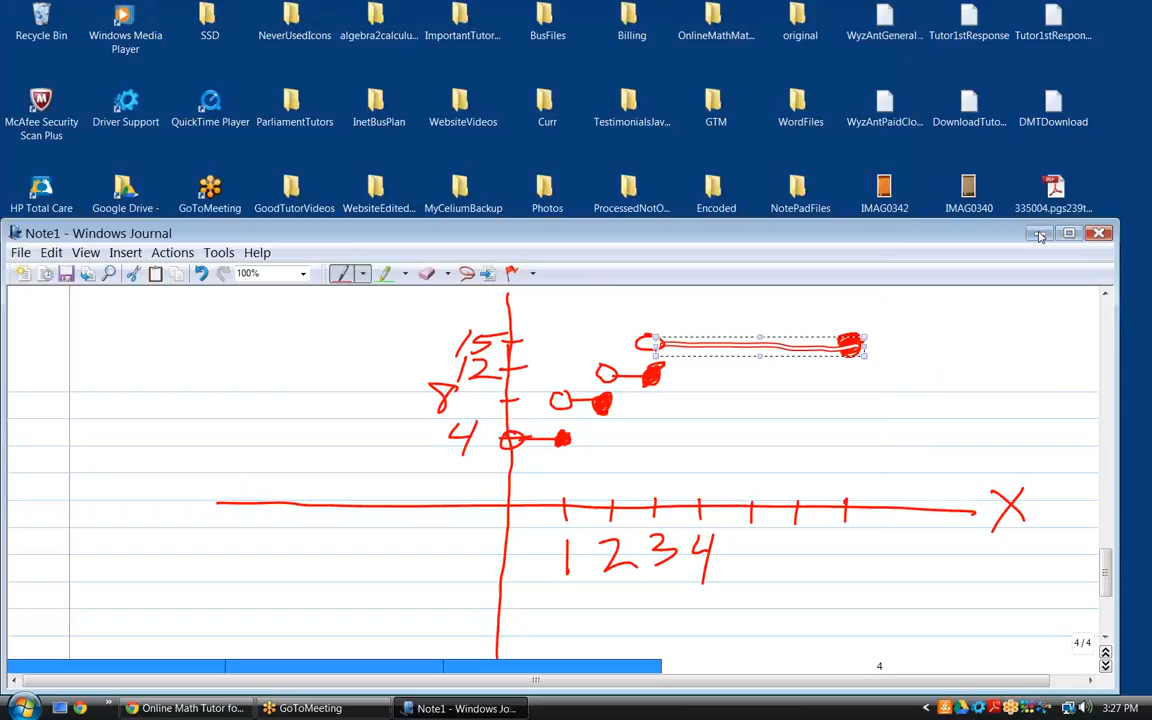 Recycle Bin
Windows Media Player
SSD
NeverUsedIcons
algebra2calculu...
ImportantTutor...
BusFiles
Billing
OnlineMathMat...
original
WyzAntGeneral...
Tutor1stResponse
Tutor1stRespon...
McAfee Security Scan Plus
Driver Support
QuickTime Player
ParliamentTutors
InetBusPlan
WebsiteVideos
Curr
TestimonialsJav...
GTM
WordFiles
WyzAntPaidClo...
DownloadTuto...
DMTDownload
HP Total Care
Google Drive -
GoToMeeting
GoodTutorVideos
WebsiteEdited...
MyCeliumBackup
Photos
ProcessedNotO...
Encoded
NotePadFiles
IMAG0342
IMAG0340
335004.pgs239t...
Note1 - Windows Journal
File Edit View Insert Actions Tools Help
100%
15
12
8
4
X
1 2 3 4
4 / 4
4
Online Math Tutor fo...
GoToMeeting
Note1 - Windows Jo...
3:27 PM